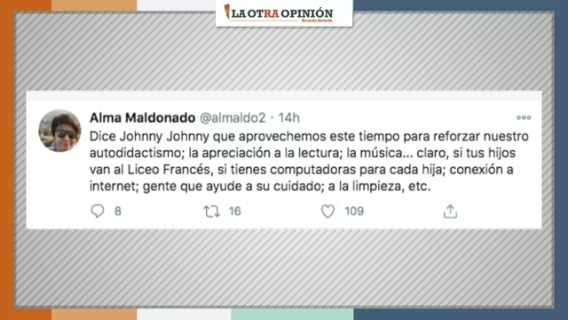 LA OTRA OPINIÓN
Ricardo Alemán
Alma Maldonado @almaldo2 · 14h
Dice Johnny Johnny que aprovechemos este tiempo para reforzar nuestro
autodidactismo; la apreciación a la lectura; la música... claro, si tus hijos
van al Liceo Francés, si tienes computadoras para cada hija; conexión a
internet; gente que ayude a su cuidado; a la limpieza, etc.
8 16 109